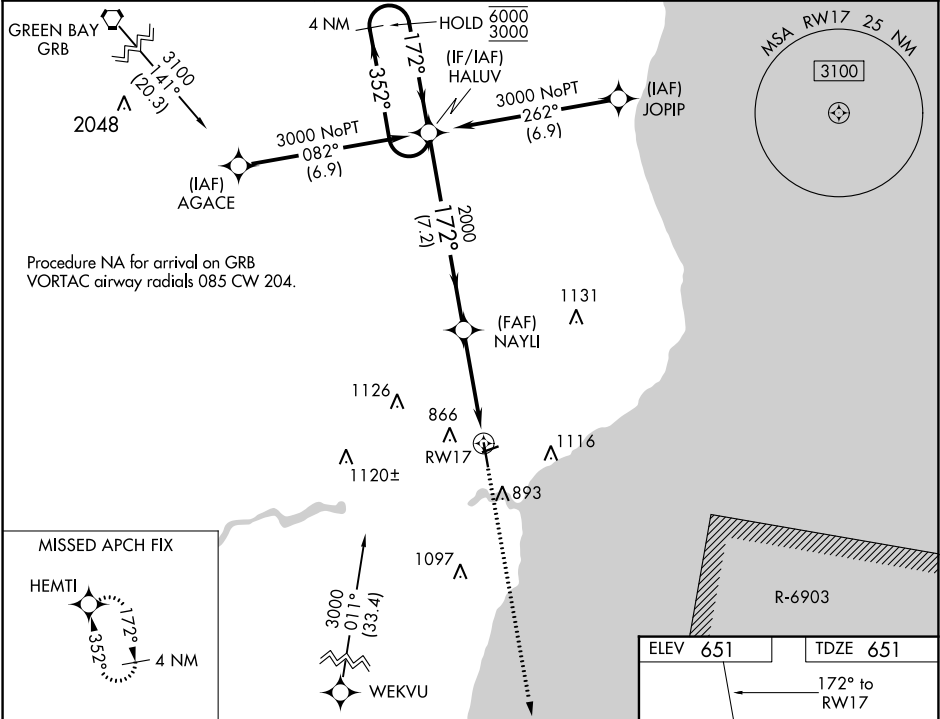 GREEN BAY
GRB
3100
141°
(20.3)
2048
4 NM
HOLD 6000
3000
172°
352°
(IF/IAF)
HALUV
3000 NoPT
262°
(6.9)
(IAF)
JOPIP
MSA RW17 25 NM
3100
3000 NoPT
082°
(6.9)
(IAF)
AGACE
2000
172°
(7.2)
Procedure NA for arrival on GRB
VORTAC airway radials 085 CW 204.
1131
(FAF)
NAYLI
1126
866
RW17
1116
1120±
893
1097
MISSED APCH FIX
HEMTI
172°
352°
4 NM
3000
011°
(33.4)
WEKVU
R-6903
ELEV 651
TDZE 651
172° to
RW17